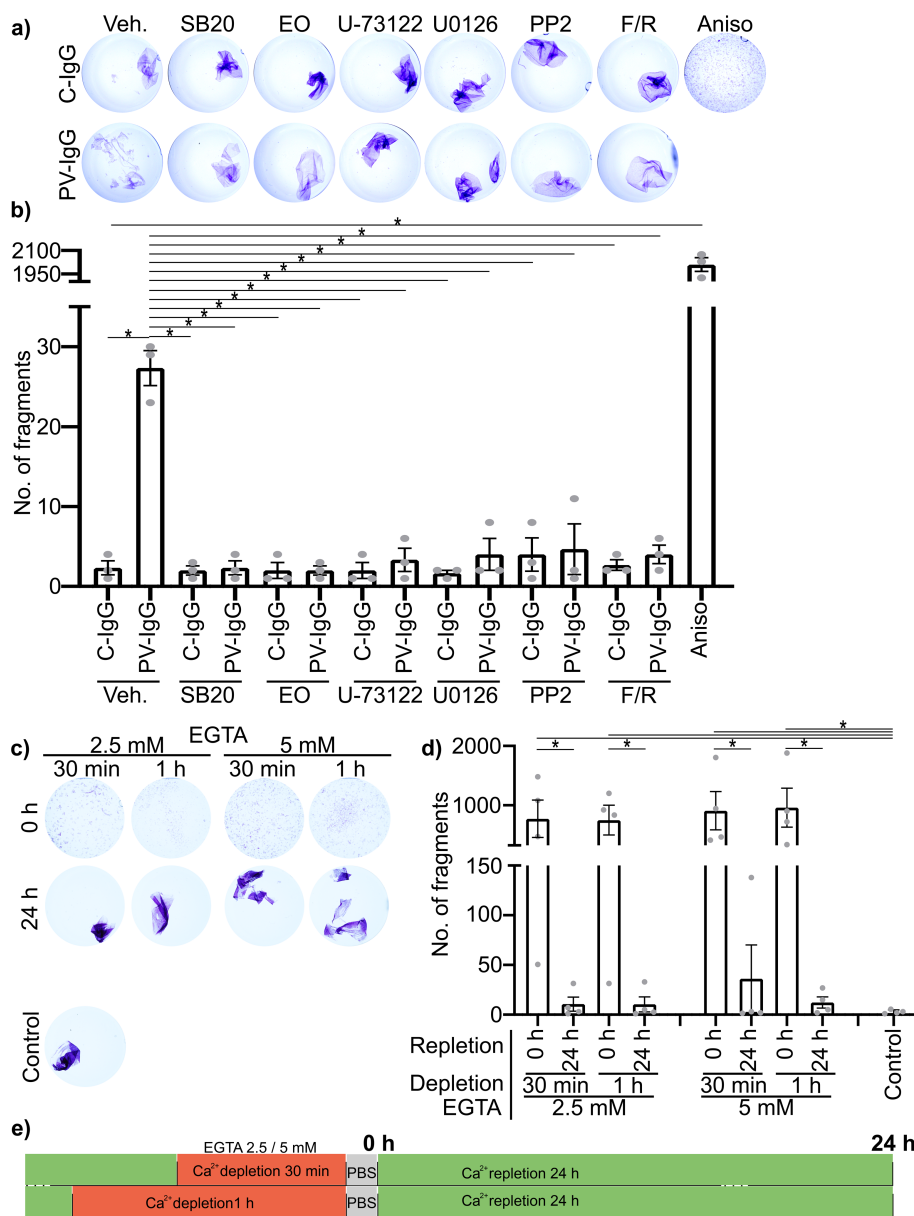 a)
Veh. SB20 EO U-73122 U0126 PP2 F/R Aniso
C-IgG
PV-IgG
b)
No. of fragments
2100
1950
30
20
10
0
* * * * * * * * * * * * * *
C-IgG PV-IgG C-IgG PV-IgG C-IgG PV-IgG C-IgG PV-IgG C-IgG PV-IgG C-IgG PV-IgG C-IgG PV-IgG Aniso
Veh. SB20 EO U-73122 U0126 PP2 F/R
c)
EGTA
2.5 mM 5 mM
30 min 1 h 30 min 1 h
0 h
24 h
Control
d)
No. of fragments
2000
1000
150
100
50
0
* * * * *
Repletion 0 h 24 h 0 h 24 h 0 h 24 h 0 h 24 h Control
Depletion 30 min 1 h 30 min 1 h
EGTA 2.5 mM 5 mM
e)
EGTA 2.5 / 5 mM 0 h 24 h
Ca²⁺depletion 30 min PBS Ca²⁺repletion 24 h
Ca²⁺depletion1 h PBS Ca²⁺repletion 24 h